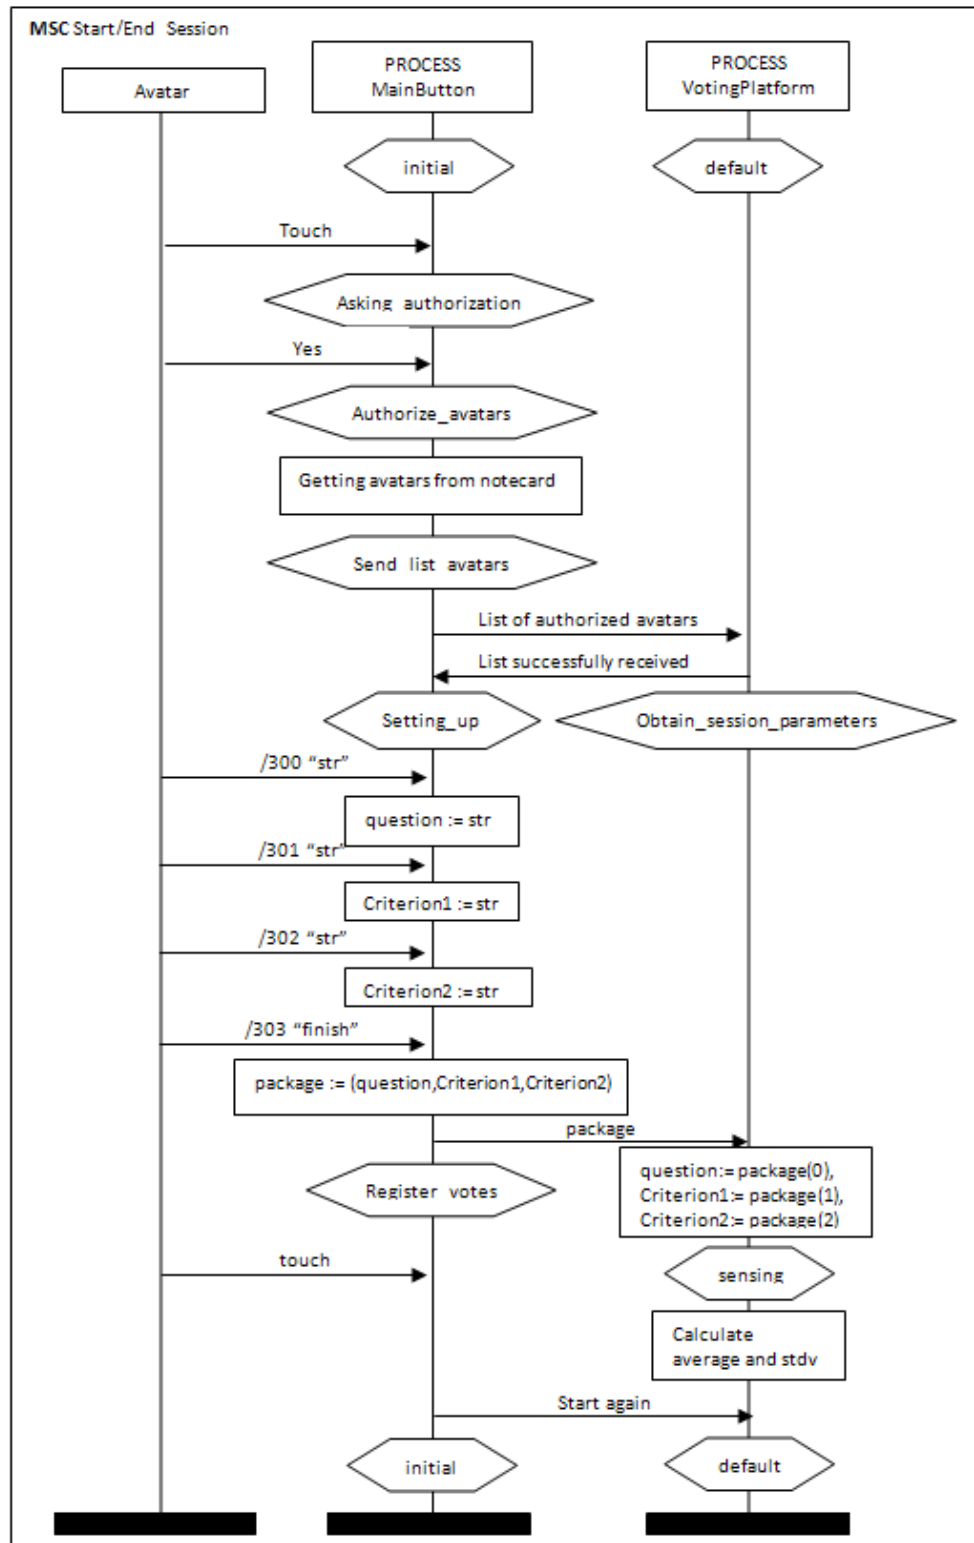 MSC Start/End Session
Avatar
PROCESS
MainButton
PROCESS
VotingPlatform
initial
default
Touch
Asking authorization
Yes
Authorize_avatars
Getting avatars from notecard
Send list avatars
List of authorized avatars
List successfully received
Setting_up
Obtain_session_parameters
/300 “str”
question := str
/301 “str”
Criterion1 := str
/302 “str”
Criterion2 := str
/303 “finish”
package := (question,Criterion1,Criterion2)
package
question:= package(0),
Criterion1:= package(1),
Criterion2:= package(2)
Register votes
touch
sensing
Calculate
average and stdv
Start again
initial
default